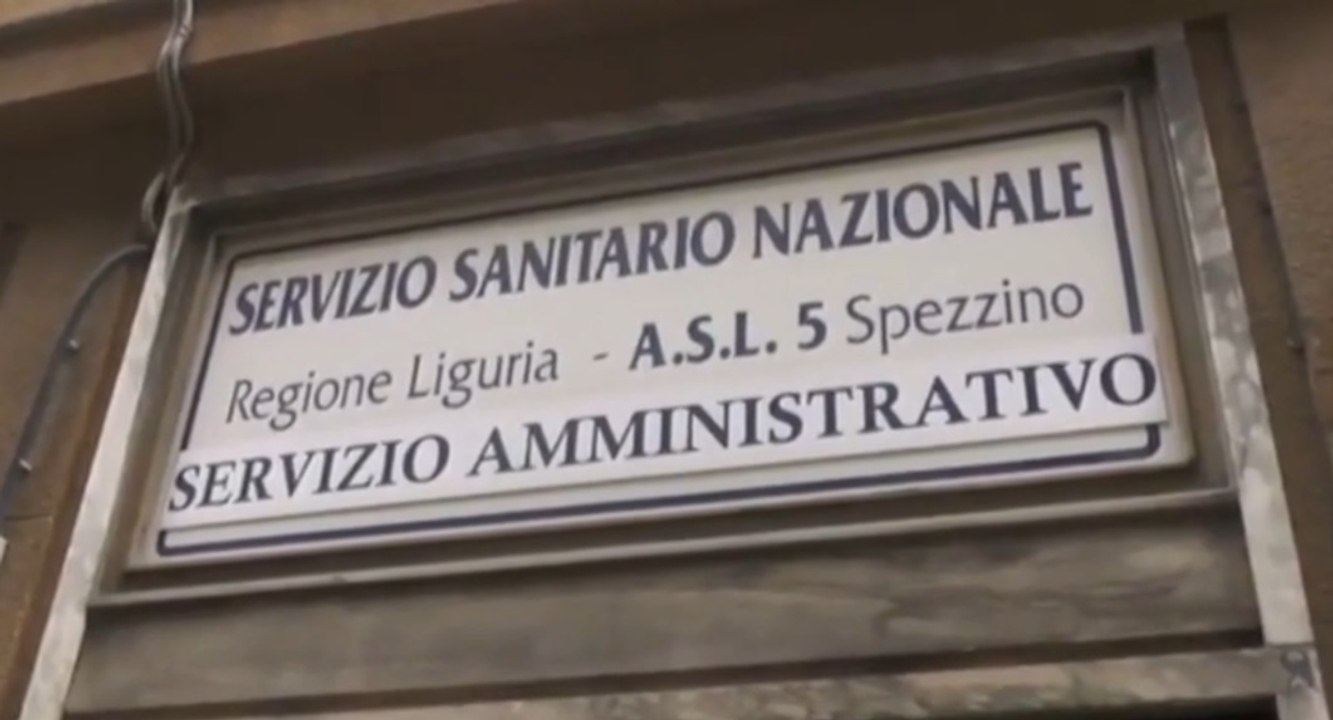 SERVIZIO SANITARIO NAZIONALE
Regione Liguria - A.S.L. 5 Spezzino
SERVIZIO AMMINISTRATIVO